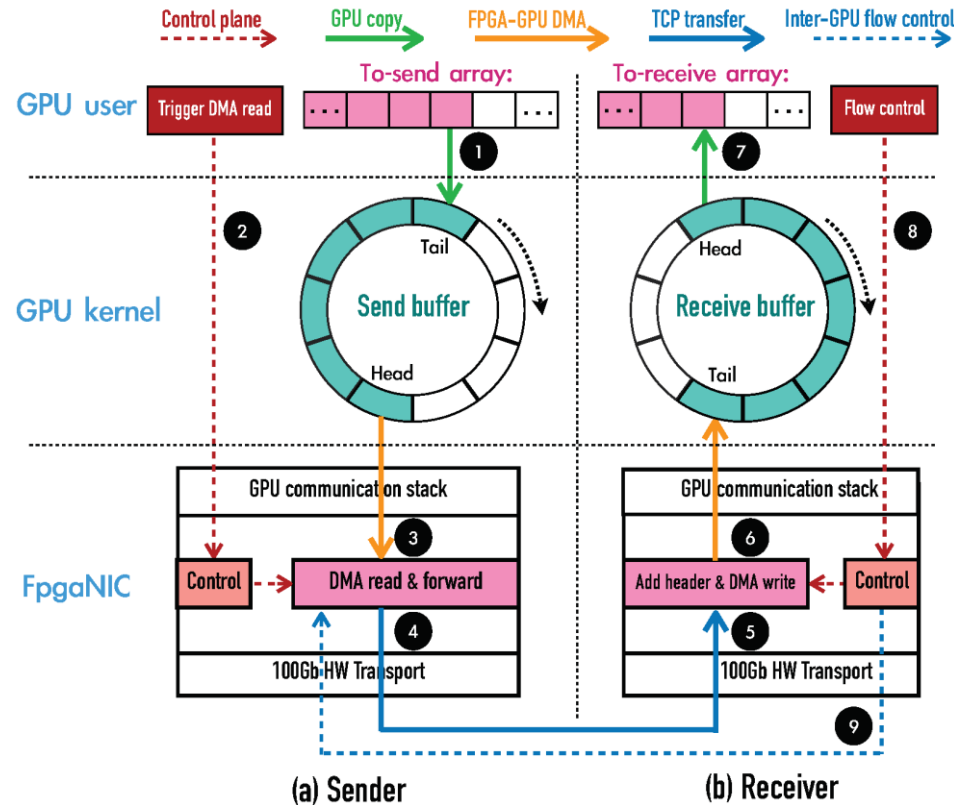 Control plane
GPU copy
FPGA-GPU DMA
TCP transfer
Inter-GPU flow control
To-send array:
To-receive array:
GPU user
Trigger DMA read
...
...
...
...
Flow control
1
7
2
8
Tail
Head
GPU kernel
Send buffer
Receive buffer
Head
Tail
GPU communication stack
GPU communication stack
3
6
FpgaNIC
Control
DMA read & forward
Add header & DMA write
Control
4
5
100Gb HW Transport
100Gb HW Transport
9
(a) Sender
(b) Receiver